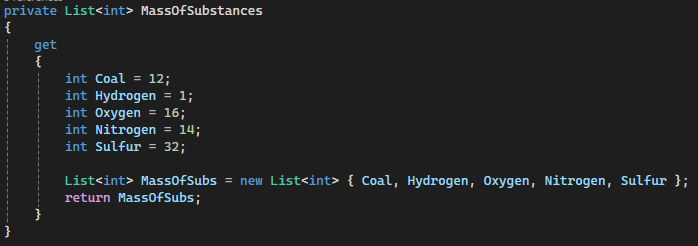 private List<int> MassOfSubstances
{
get
{
int Coal = 12;
int Hydrogen = 1;
int Oxygen = 16;
int Nitrogen = 14;
int Sulfur = 32;
List<int> MassOfSubs = new List<int> { Coal, Hydrogen, Oxygen, Nitrogen, Sulfur };
return MassOfSubs;
}
}